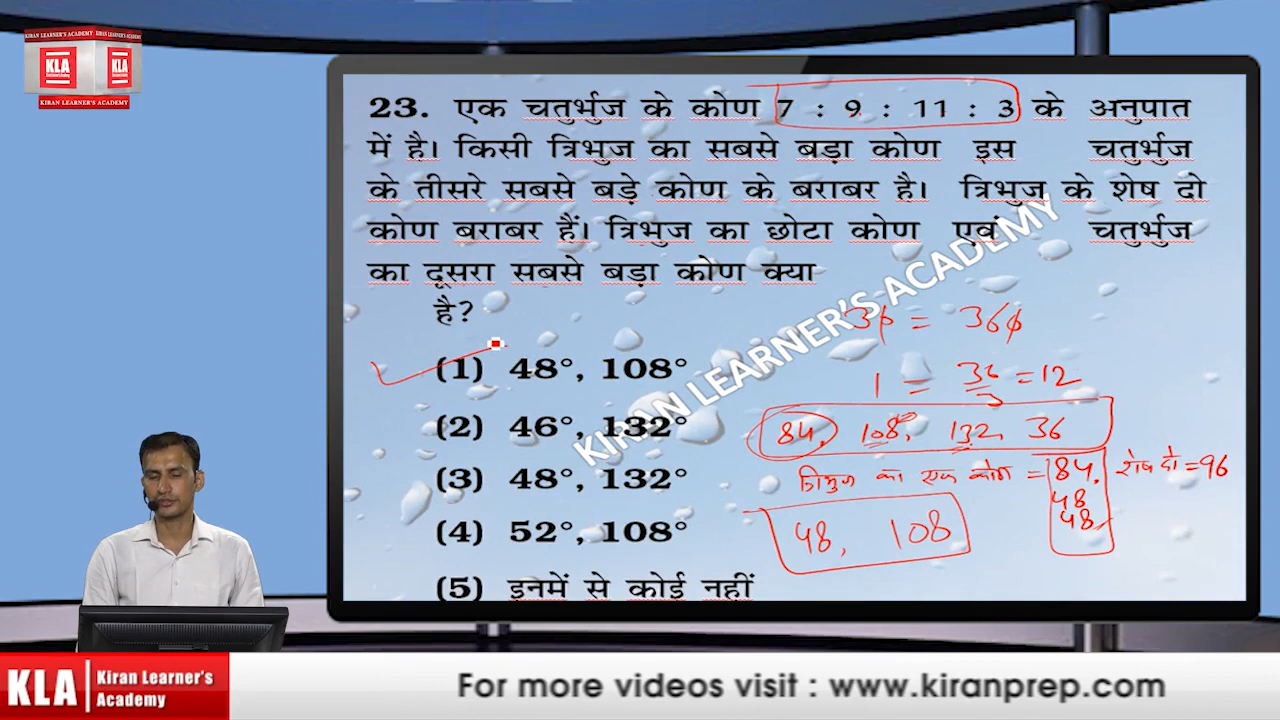 KIRAN LEARNER'S ACADEMY KIRAN LEARNER'S ACADEMY
KLA KLA
KIRAN LEARNER'S ACADEMY
23. एक चतुर्भुज के कोण 7 : 9 : 11 : 3 के अनुपात
में है। किसी त्रिभुज का सबसे बड़ा कोण इस चतुर्भुज
के तीसरे सबसे बड़े कोण के बराबर है। त्रिभुज के शेष दो
कोण बराबर हैं। त्रिभुज का छोटा कोण एवं चतुर्भुज
का दूसरा सबसे बड़ा कोण क्या
है?
KIRAN LEARNER'S ACADEMY
30 = 360
(1) 48°, 108°
1 = 36/3 = 12
(2) 46°, 132°
84, 108, 132, 36
(3) 48°, 132°
त्रिभुज का एक कोण = 84, शेष दो = 96
48
48
(4) 52°, 108°
48, 108
(5) इनमें से कोई नहीं
KLA Kiran Learner's
Academy
For more videos visit : www.kiranprep.com